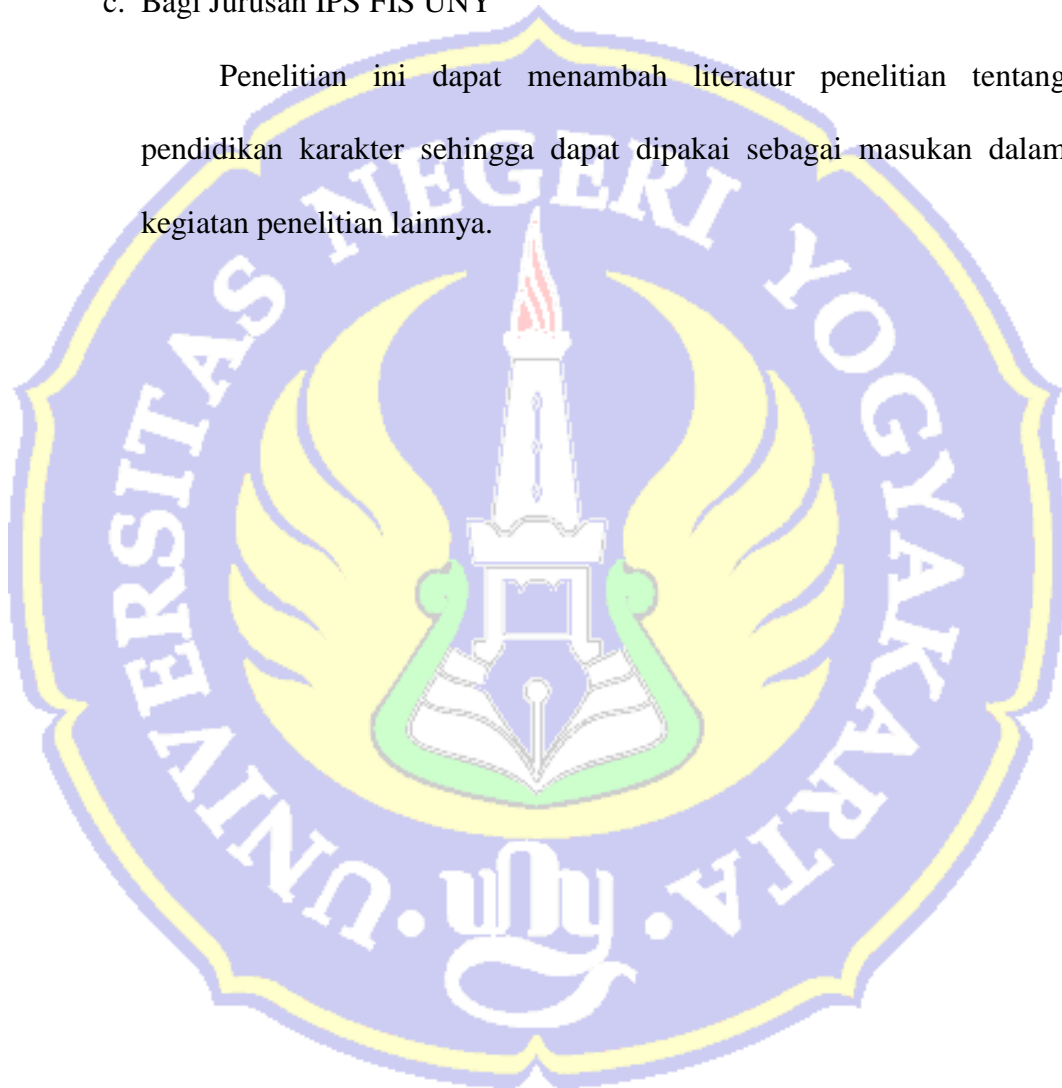 c. Bagi Jurusan IPS FIS UNY
Penelitian ini dapat menambah literatur penelitian tentang
pendidikan karakter sehingga dapat dipakai sebagai masukan dalam
kegiatan penelitian lainnya.
UNIVERSITAS NEGERI YOGYAKARTA
uny